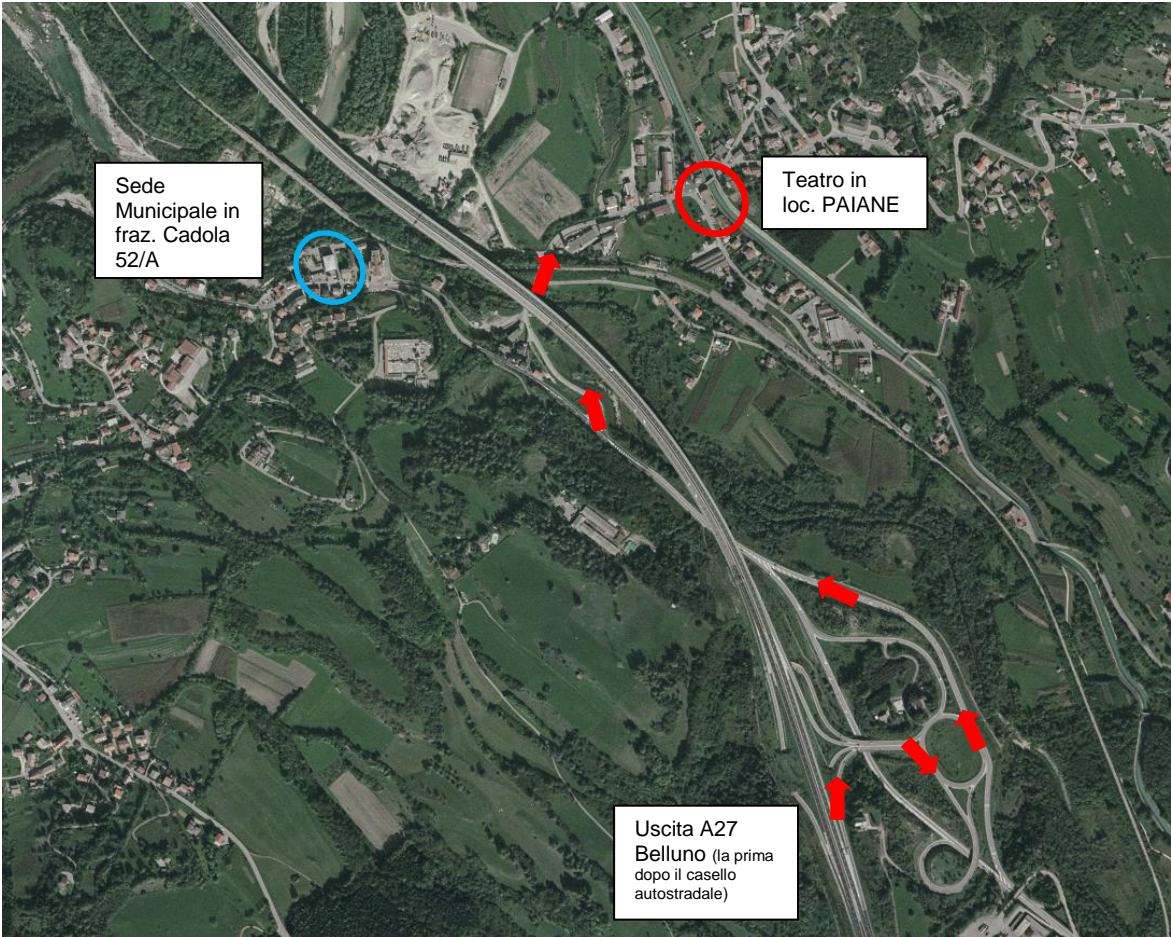 Sede
Municipale in
fraz. Cadola
52/A
Teatro in
loc. PAIANE
Uscita A27
Belluno (la prima
dopo il casello
autostradale)